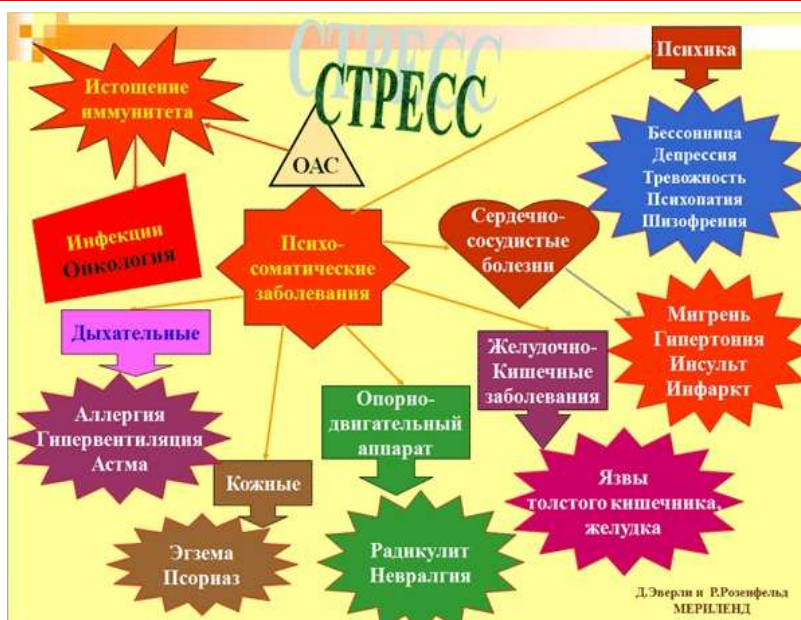 СТРЕСС
Психика
Истощение
иммунитета
ОАС
Бессонница
Депрессия
Тревожность
Психопатия
Шизофрения
Инфекции
Онкология
Психо-
соматические
заболевания
Сердечно-
сосудистые
болезни
Мигрень
Гипертония
Инсульт
Инфаркт
Дыхательные
Желудочно-
Кишечные
заболевания
Аллергия
Гипервентиляция
Астма
Опорно-
двигательный
аппарат
Кожные
Язвы
толстого кишечника,
желудка
Экзема
Псориаз
Радикулит
Невралгия
Д.Эверли и Р.Розенфельд
МЕРИЛЕНД